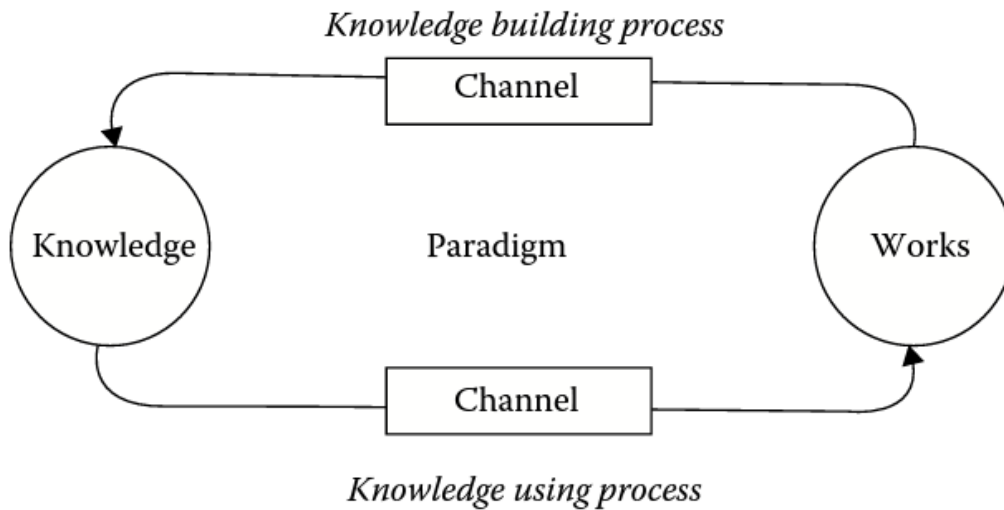 Knowledge building process
Channel
Knowledge
Paradigm
Works
Channel
Knowledge using process